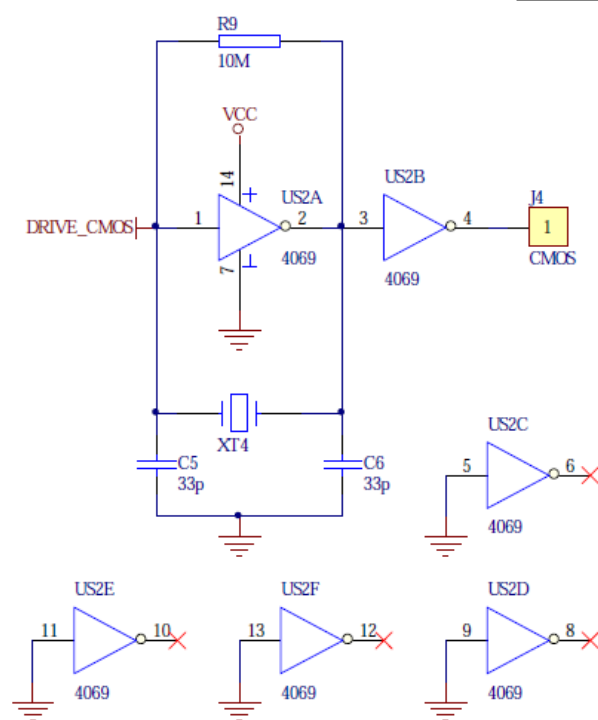 R9
10M
VCC
14
US2A
US2B
J4
DRIVE_CMOS
1
2
3
4
1
7
4069
4069
CMOS
XT4
C5
33p
C6
33p
US2C
5
6
4069
US2E
US2F
US2D
11
10
13
12
9
8
4069
4069
4069